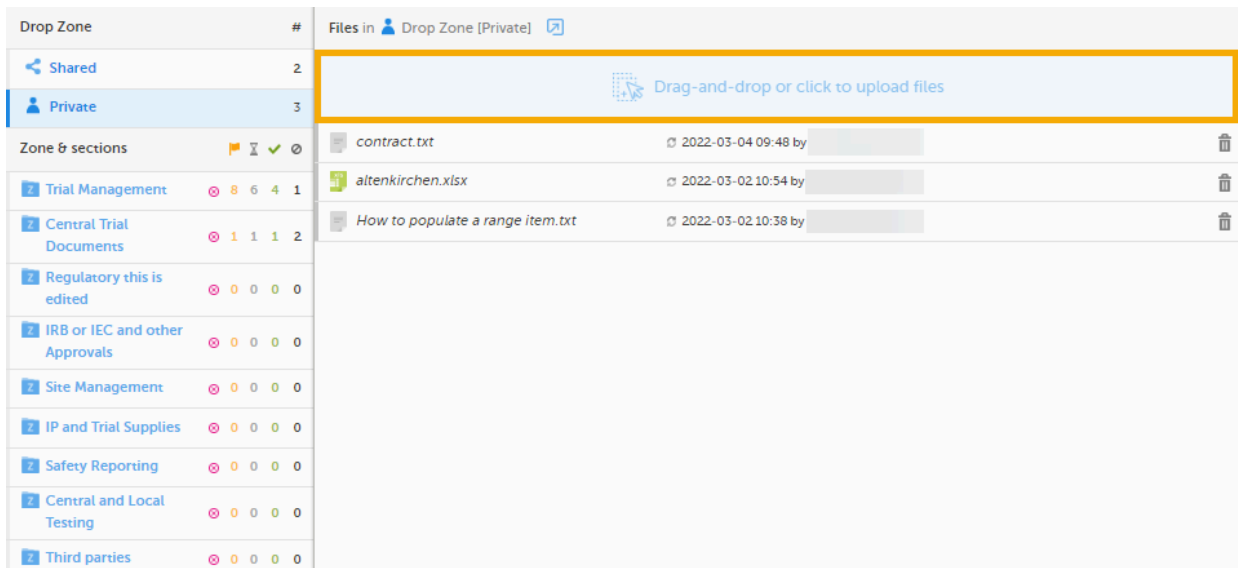 Drop Zone #
Shared 2
Private 3
Zone & sections
Z Trial Management 8 6 4 1
Z Central Trial
Documents 1 1 1 2
Z Regulatory this is
edited 0 0 0 0
Z IRB or IEC and other
Approvals 0 0 0 0
Z Site Management 0 0 0 0
Z IP and Trial Supplies 0 0 0 0
Z Safety Reporting 0 0 0 0
Z Central and Local
Testing 0 0 0 0
Z Third parties 0 0 0 0
Files in Drop Zone [Private]
Drag-and-drop or click to upload files
contract.txt 2022-03-04 09:48 by
altenkirchen.xlsx 2022-03-02 10:54 by
How to populate a range item.txt 2022-03-02 10:38 by